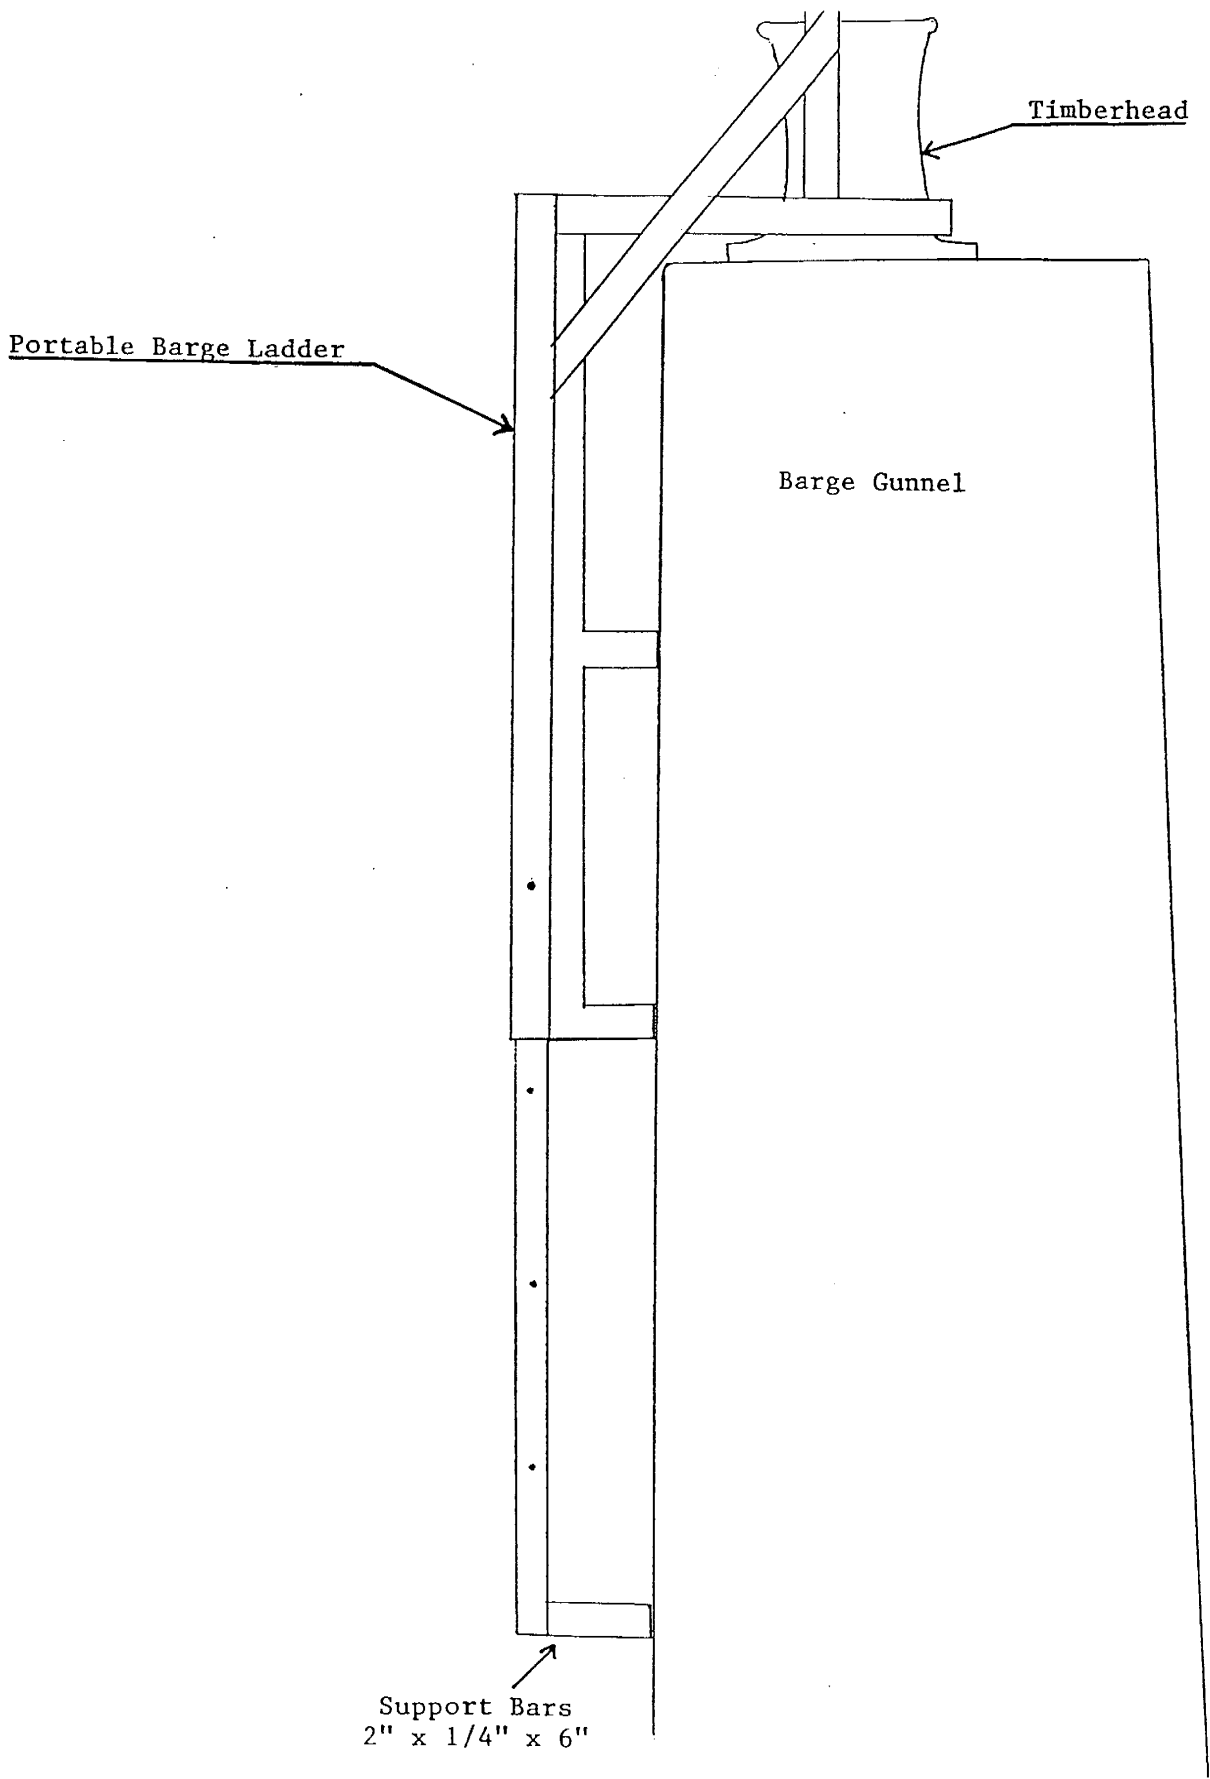 Timberhead
Portable Barge Ladder
Barge Gunnel
Support Bars
2" x 1/4" x 6"